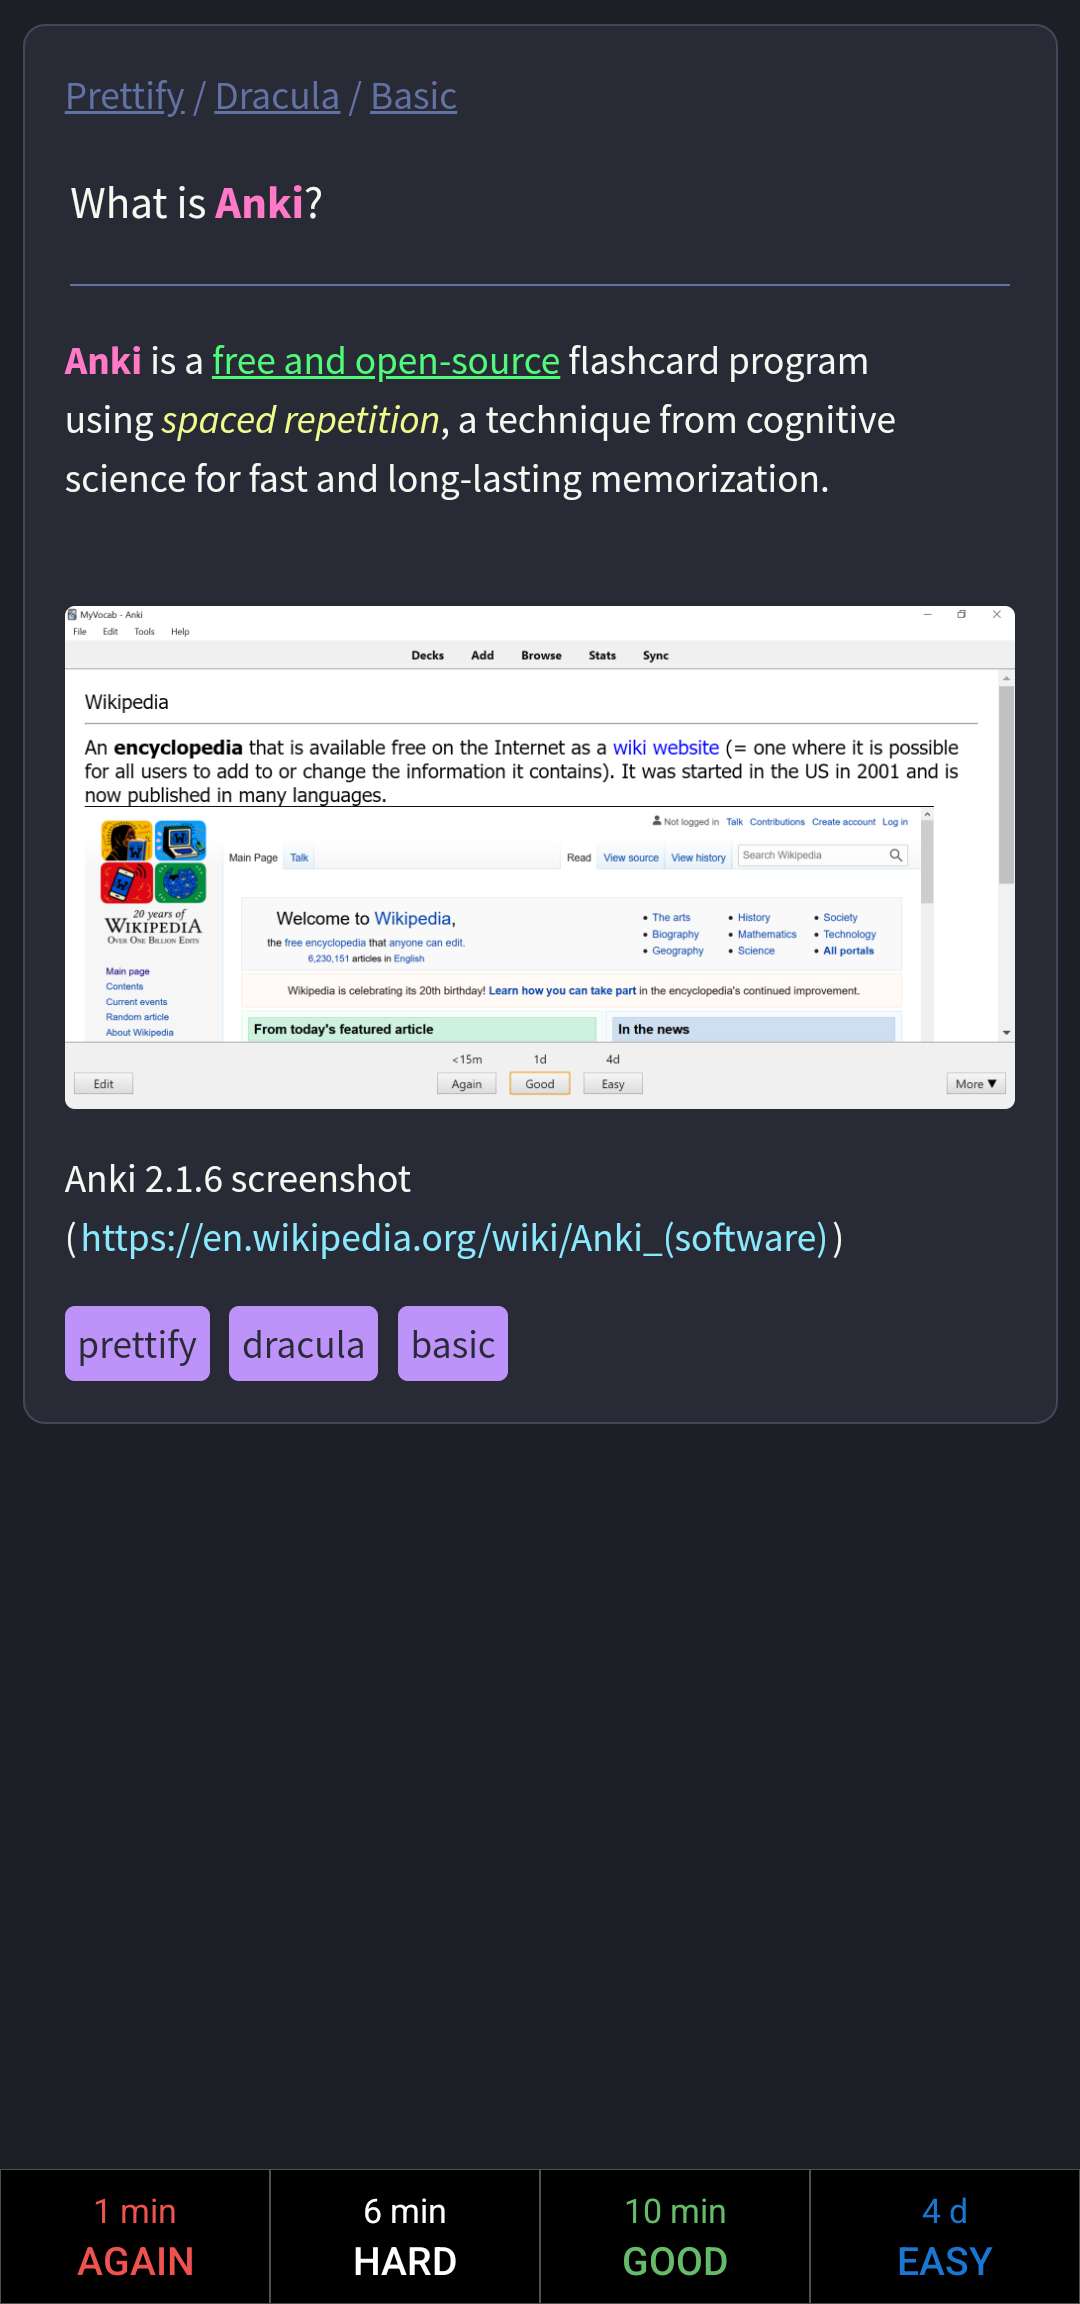 Prettify / Dracula / Basic
What is Anki?
Anki is a free and open-source flashcard program
using spaced repetition, a technique from cognitive
science for fast and long-lasting memorization.
MyVocab - Anki
File Edit Tools Help
Decks Add Browse Stats Sync
Wikipedia
An encyclopedia that is available free on the Internet as a wiki website (= one where it is possible
for all users to add to or change the information it contains). It was started in the US in 2001 and is
now published in many languages.
Not logged in Talk Contributions Create account Log in
Main Page Talk Read View source View history Search Wikipedia
20 years of
WIKIPEDIA
OVER ONE BILLION EDITS
Welcome to Wikipedia,
the free encyclopedia that anyone can edit.
6,230,151 articles in English
• The arts • History • Society
• Biography • Mathematics • Technology
• Geography • Science • All portals
Main page
Contents
Current events
Random article
About Wikipedia
Wikipedia is celebrating its 20th birthday! Learn how you can take part in the encyclopedia's continued improvement.
From today's featured article In the news
<15m 1d 4d
Edit Again Good Easy More ▼
Anki 2.1.6 screenshot
(https://en.wikipedia.org/wiki/Anki_(software))
prettify dracula basic
1 min 6 min 10 min 4 d
AGAIN HARD GOOD EASY